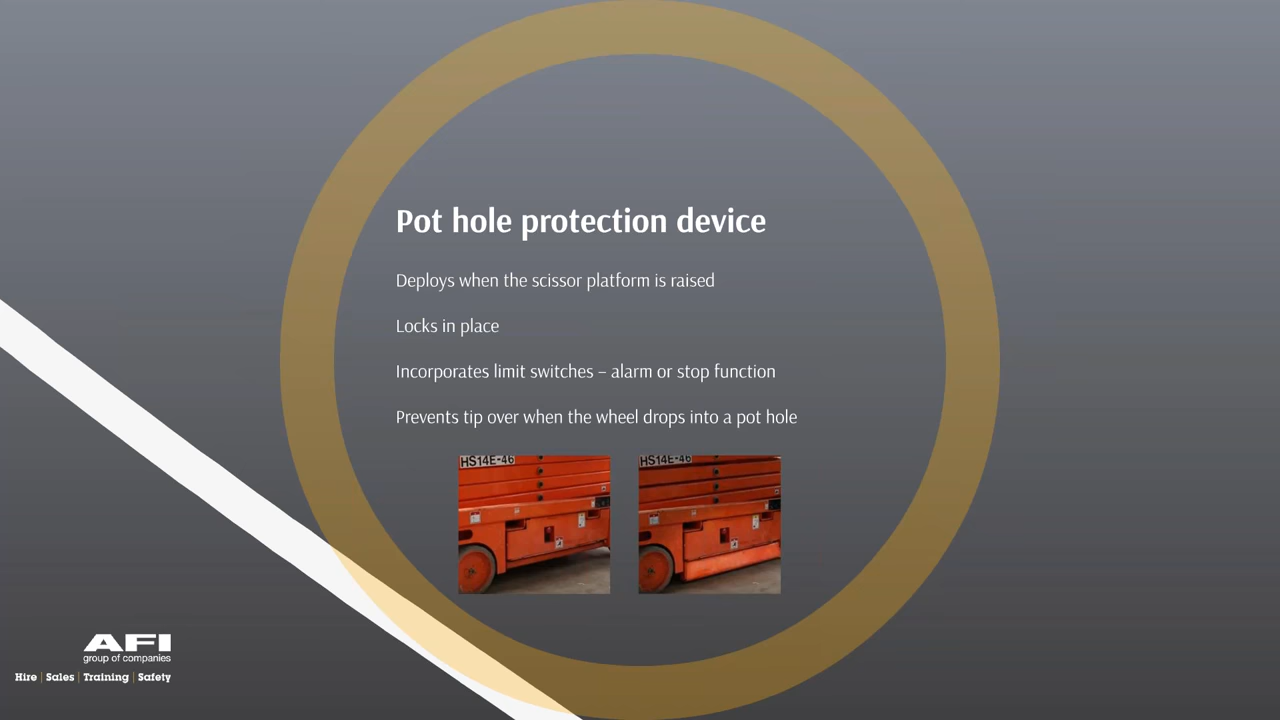 Pot hole protection device
Deploys when the scissor platform is raised
Locks in place
Incorporates limit switches – alarm or stop function
Prevents tip over when the wheel drops into a pot hole
HS14E-46
HS14E-46
AFI
group of companies
Hire | Sales | Training | Safety